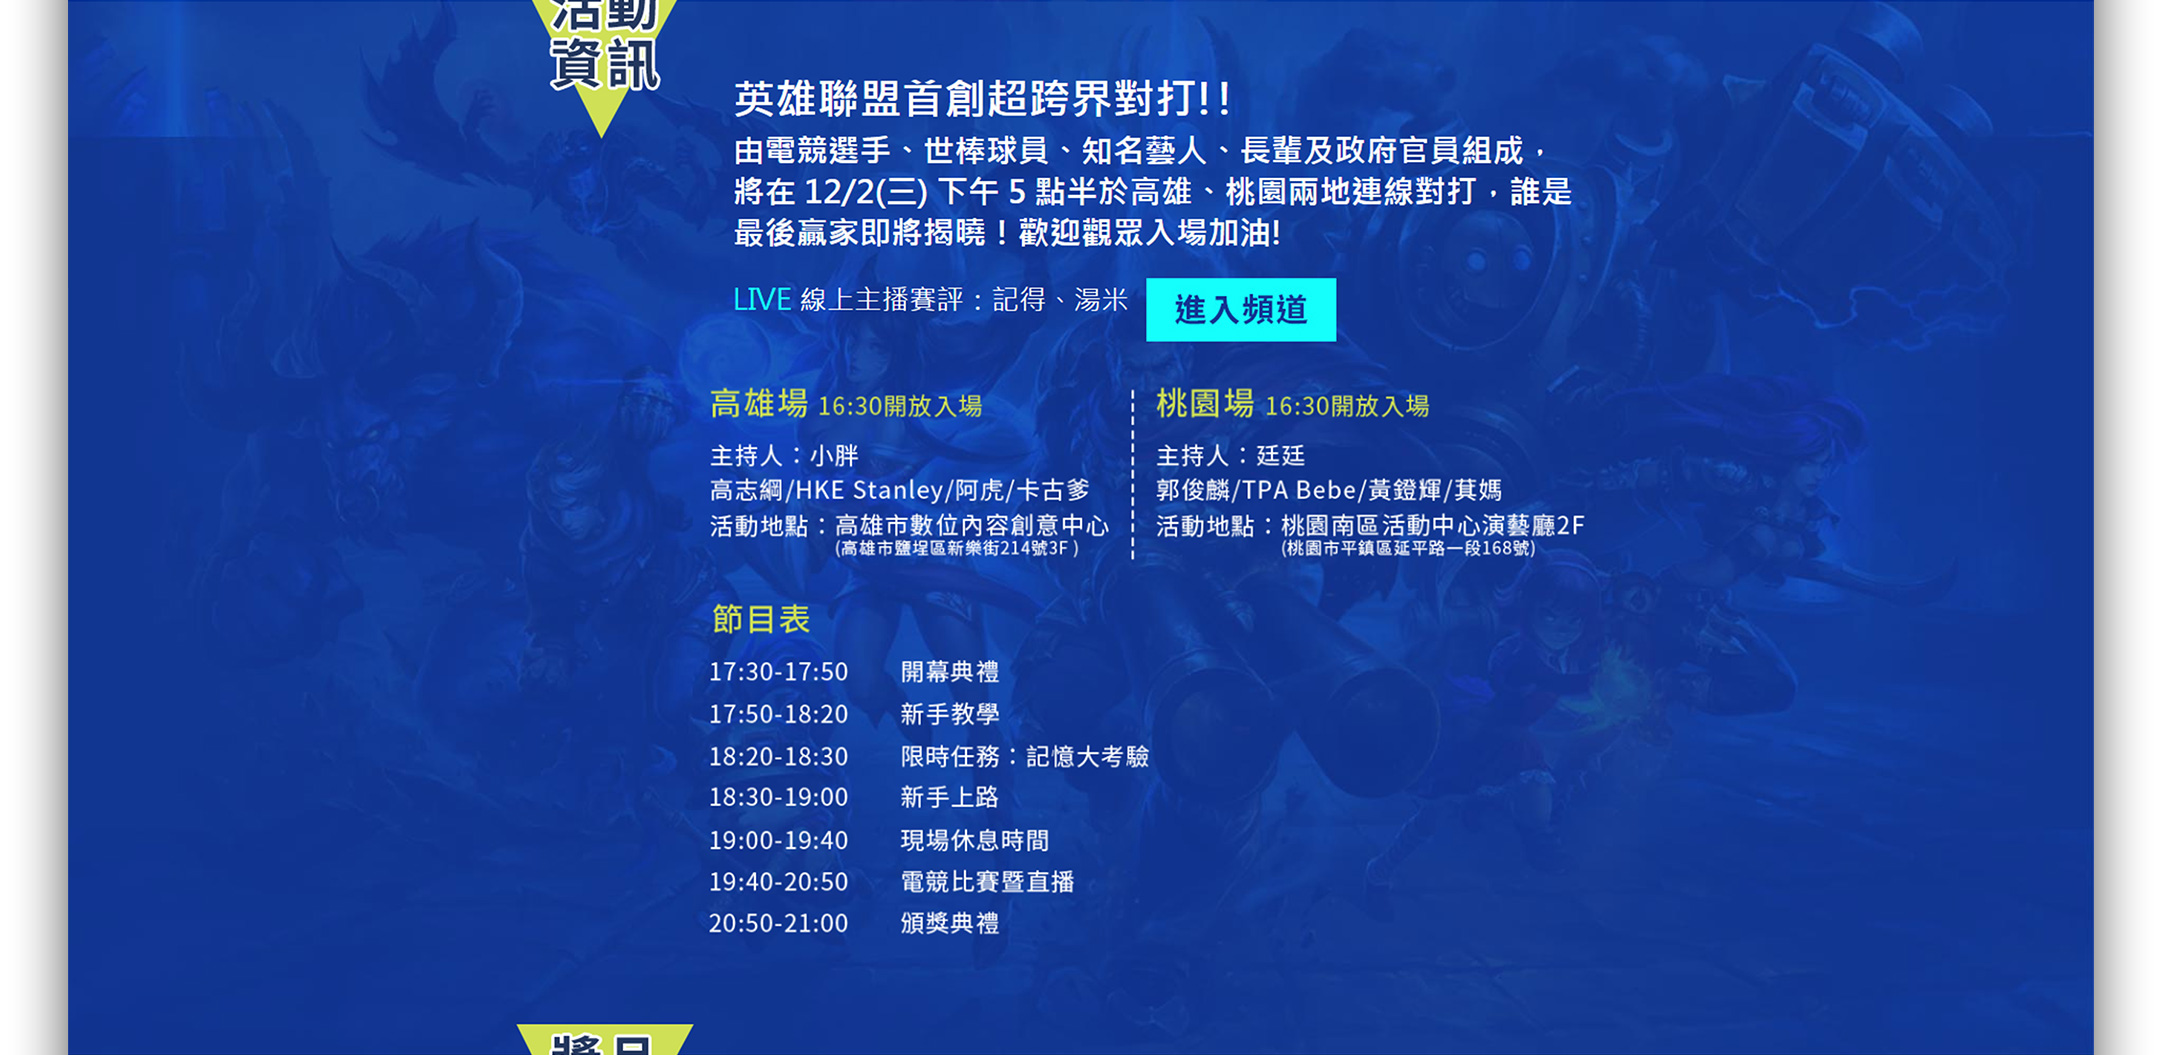 活動
資訊
英雄聯盟首創超跨界對打!!
由電競選手、世棒球員、知名藝人、長輩及政府官員組成，
將在 12/2(三) 下午 5 點半於高雄、桃園兩地連線對打，誰是
最後贏家即將揭曉！歡迎觀眾入場加油!
LIVE 線上主播賽評：記得、湯米
進入頻道
高雄場 16:30開放入場
主持人：小胖
高志綱/HKE Stanley/阿虎/卡古爹
活動地點：高雄市數位內容創意中心
(高雄市鹽埕區新樂街214號3F )
桃園場 16:30開放入場
主持人：廷廷
郭俊麟/TPA Bebe/黃鐙輝/萁媽
活動地點：桃園南區活動中心演藝廳2F
(桃園市平鎮區延平路一段168號)
節目表
17:30-17:50 開幕典禮
17:50-18:20 新手教學
18:20-18:30 限時任務：記憶大考驗
18:30-19:00 新手上路
19:00-19:40 現場休息時間
19:40-20:50 電競比賽暨直播
20:50-21:00 頒獎典禮